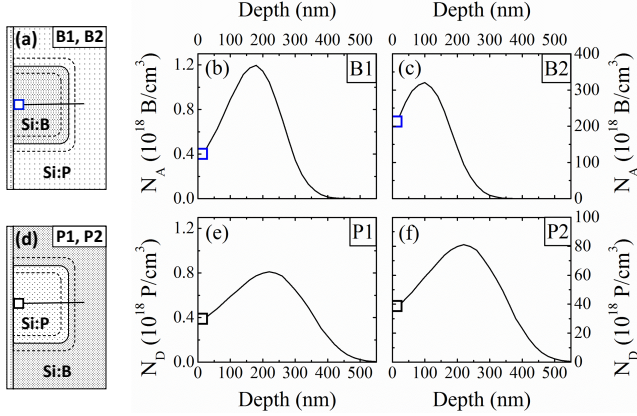 Depth (nm)
Depth (nm)
0 100 200 300 400 500
0 100 200 300 400 500
(a)
B1, B2
Si:B
Si:P
N_A (10^18 B/cm^3)
1.2
0.8
0.4
0.0
(b)
B1
(c)
B2
400
300
200
100
0
N_A (10^18 B/cm^3)
(d)
P1, P2
Si:P
Si:B
N_D (10^18 P/cm^3)
1.2
0.8
0.4
0.0
(e)
P1
(f)
P2
100
80
60
40
20
0
N_D (10^18 P/cm^3)
0 100 200 300 400 500
0 100 200 300 400 500
Depth (nm)
Depth (nm)